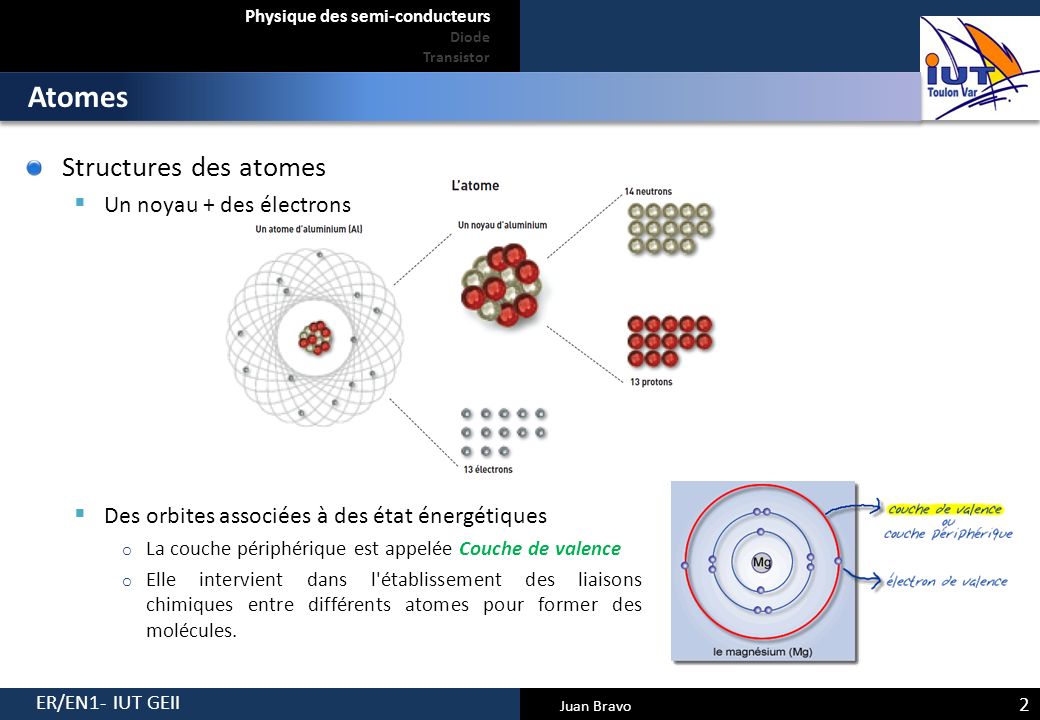 Physique des semi-conducteurs
Diode
Transistor
iUT
Toulon Var
Atomes
Structures des atomes
Un noyau + des électrons
L'atome
Un atome d'aluminium (Al)
Un noyau d'aluminium
14 neutrons
13 protons
13 électrons
Des orbites associées à des état énergétiques
La couche périphérique est appelée Couche de valence
Elle intervient dans l'établissement des liaisons
chimiques entre différents atomes pour former des
molécules.
couche de valence
ou
couche périphérique
électron de valence
Mg
le magnésium (Mg)
ER/EN1- IUT GEII
Juan Bravo
2